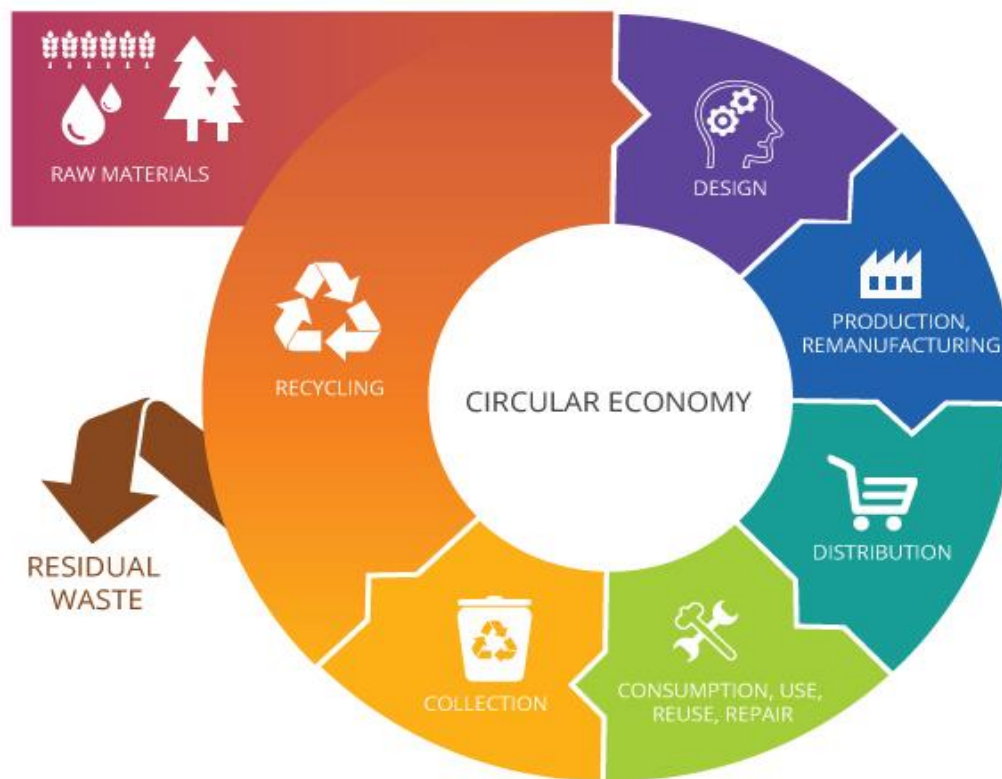 RAW MATERIALS
DESIGN
PRODUCTION,
REMANUFACTURING
RECYCLING
CIRCULAR ECONOMY
DISTRIBUTION
RESIDUAL
WASTE
CONSUMPTION, USE,
REUSE, REPAIR
COLLECTION